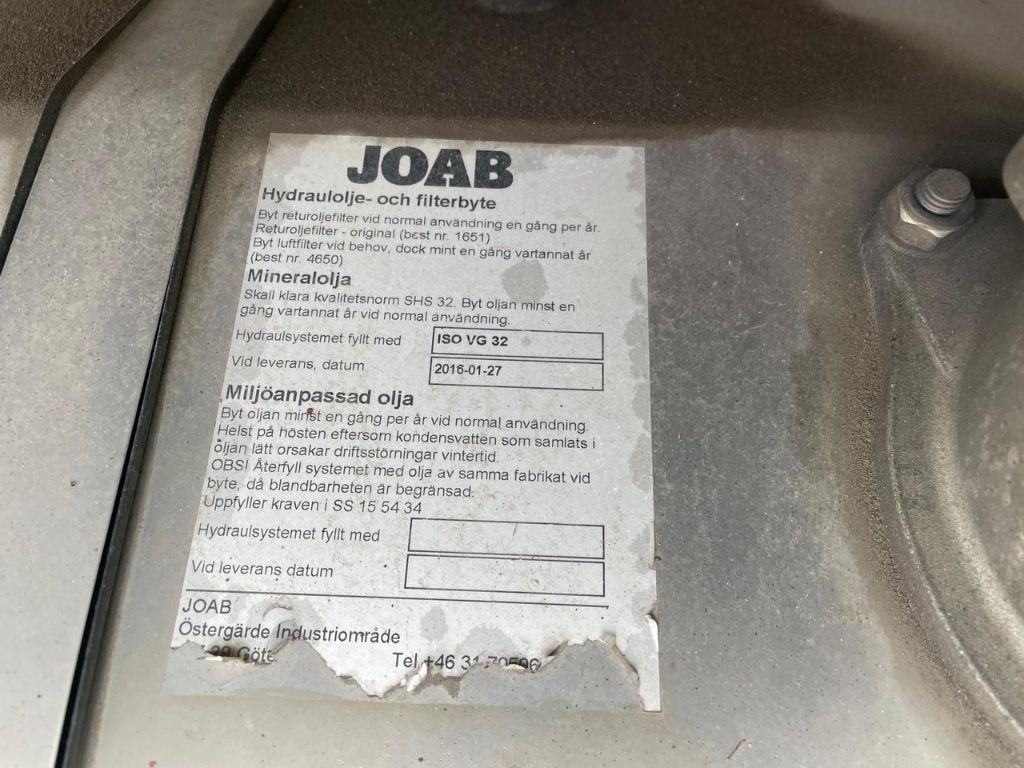 JOAB
Hydraulolje- och filterbyte
Byt returoljefilter vid normal användning en gång per år.
Returoljefilter - original (best nr. 1651)
Byt luftfilter vid behov, dock mint en gång vartannat år
(best nr. 4650)
Mineralolja
Skall klara kvalitetsnorm SHS 32. Byt oljan minst en
gång vartannat år vid normal användning.
Hydraulsystemet fyllt med ISO VG 32
Vid leverans, datum 2016-01-27
Miljöanpassad olja
Byt oljan minst en gång per år vid normal användning.
Helst på hösten eftersom kondensvatten som samlats i
oljan lätt orsakar driftsstörningar vintertid.
OBS! Återfyll systemet med olja av samma fabrikat vid
byte, då blandbarheten är begränsad.
Uppfyller kraven i SS 15 54 34
Hydraulsystemet fyllt med
Vid leverans datum
JOAB
Östergärde Industriområde
Tel +46 31